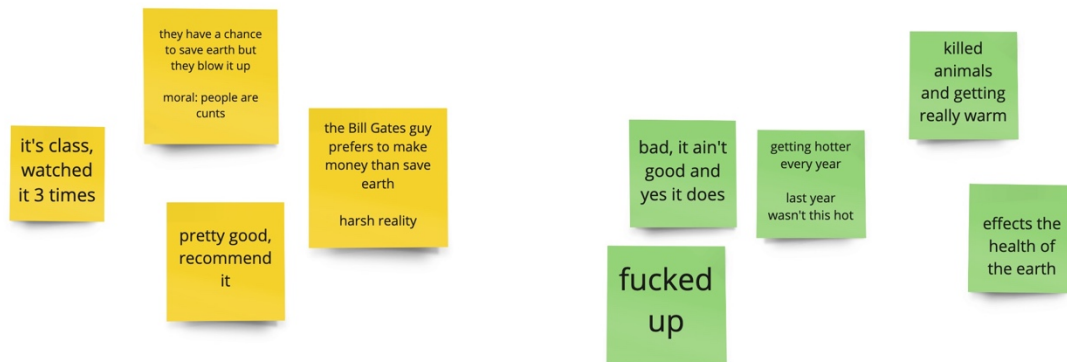 they have a chance
to save earth but
they blow it up
moral: people are
cunts
it's class,
watched
it 3 times
the Bill Gates guy
prefers to make
money than save
earth
harsh reality
pretty good,
recommend
it
killed
animals
and getting
really warm
bad, it ain't
good and
yes it does
getting hotter
every year
last year
wasn't this hot
effects the
health of
the earth
fucked
up